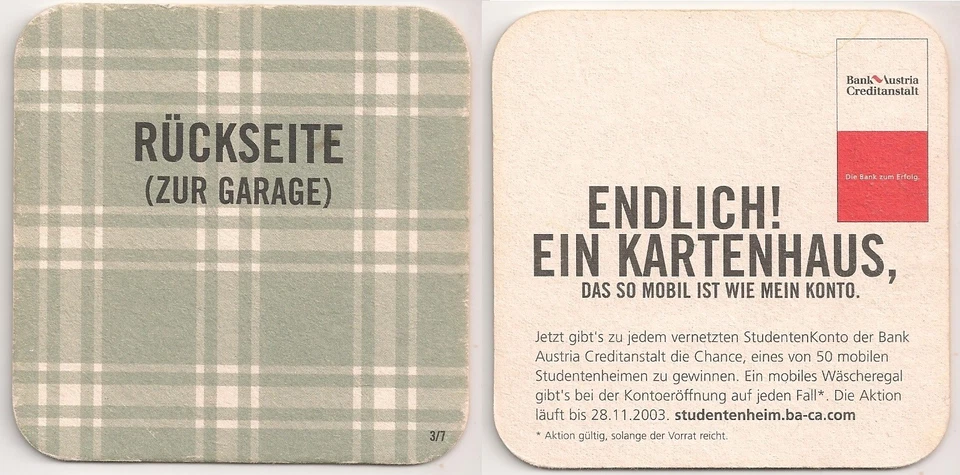 RÜCKSEITE
(ZUR GARAGE)
3/7
Bank Austria
Creditanstalt
Die Bank zum Erfolg.
ENDLICH!
EIN KARTENHAUS,
DAS SO MOBIL IST WIE MEIN KONTO.
Jetzt gibt's zu jedem vernetzten StudentenKonto der Bank
Austria Creditanstalt die Chance, eines von 50 mobilen
Studentenheimen zu gewinnen. Ein mobiles Wäscheregal
gibt's bei der Kontoeröffnung auf jeden Fall*. Die Aktion
läuft bis 28.11.2003. studentenheim.ba-ca.com
* Aktion gültig, solange der Vorrat reicht.